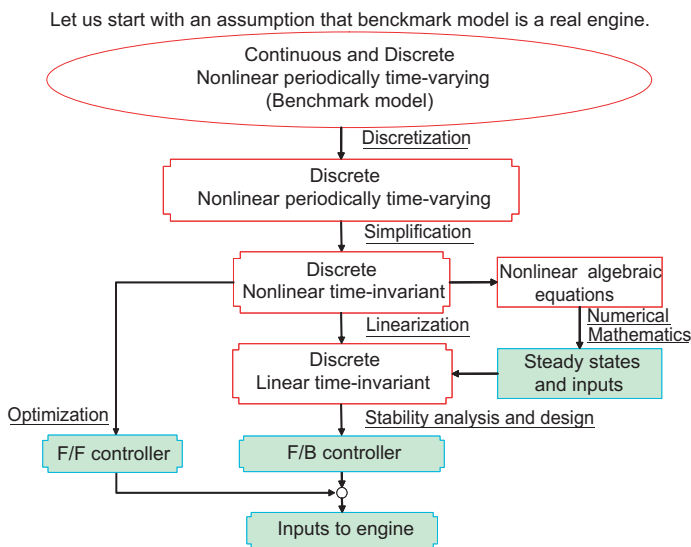 Let us start with an assumption that benckmark model is a real engine.
Continuous and Discrete
Nonlinear periodically time-varying
(Benchmark model)
Discretization
Discrete
Nonlinear periodically time-varying
Simplification
Discrete
Nonlinear time-invariant
Nonlinear algebraic
equations
Linearization
Numerical
Mathematics
Discrete
Linear time-invariant
Steady states
and inputs
Optimization
Stability analysis and design
F/F controller
F/B controller
Inputs to engine